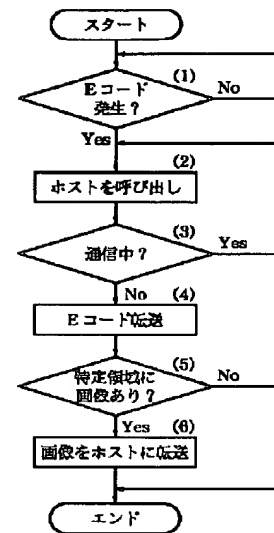 スタート
(1)
Eコード
発生？
No
Yes
(2)
ホストを呼び出し
(3)
通信中？
Yes
No
(4)
Eコード転送
(5)
特定領域に
画像あり？
No
Yes
(6)
画像をホストに転送
エンド